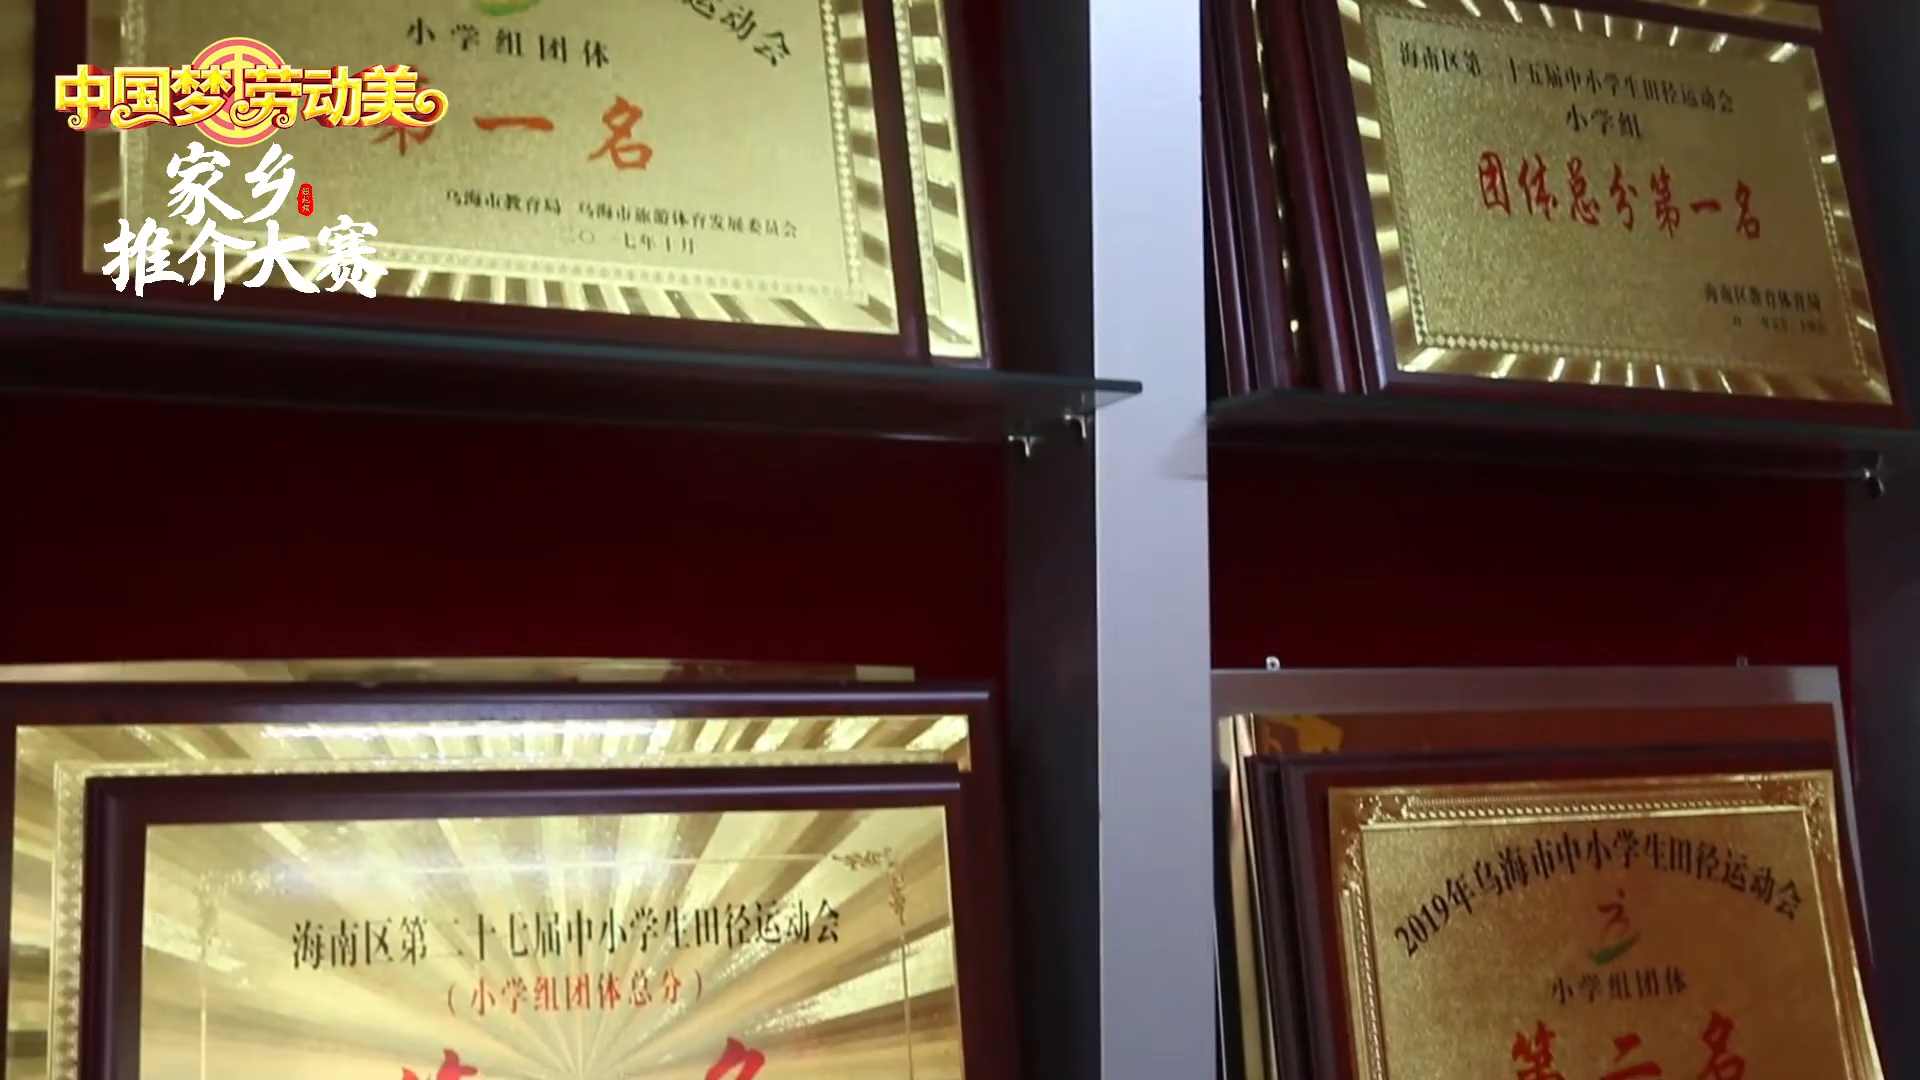 中国梦·劳动美
家乡
推介大赛
运动会
小学组团体
第一名
乌海市教育局 乌海市旅游体育发展委员会
二〇一七年十月
海南区第二十五届中小学生田径运动会
小学组
团体总分第一名
海南区教育体育局
海南区第二十七届中小学生田径运动会
(小学组团体总分)
2019年乌海市中小学生田径运动会
小学组团体
第二名